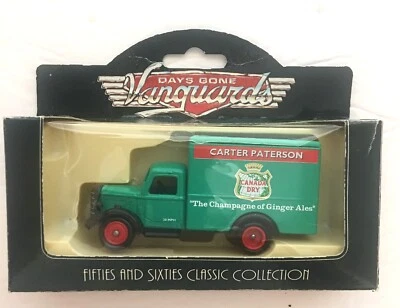 DAYS GONE
Vanguards
CARTER PATERSON
CANADA
DRY
"The Champagne of Ginger Ales"
FIFTIES AND SIXTIES CLASSIC COLLECTION